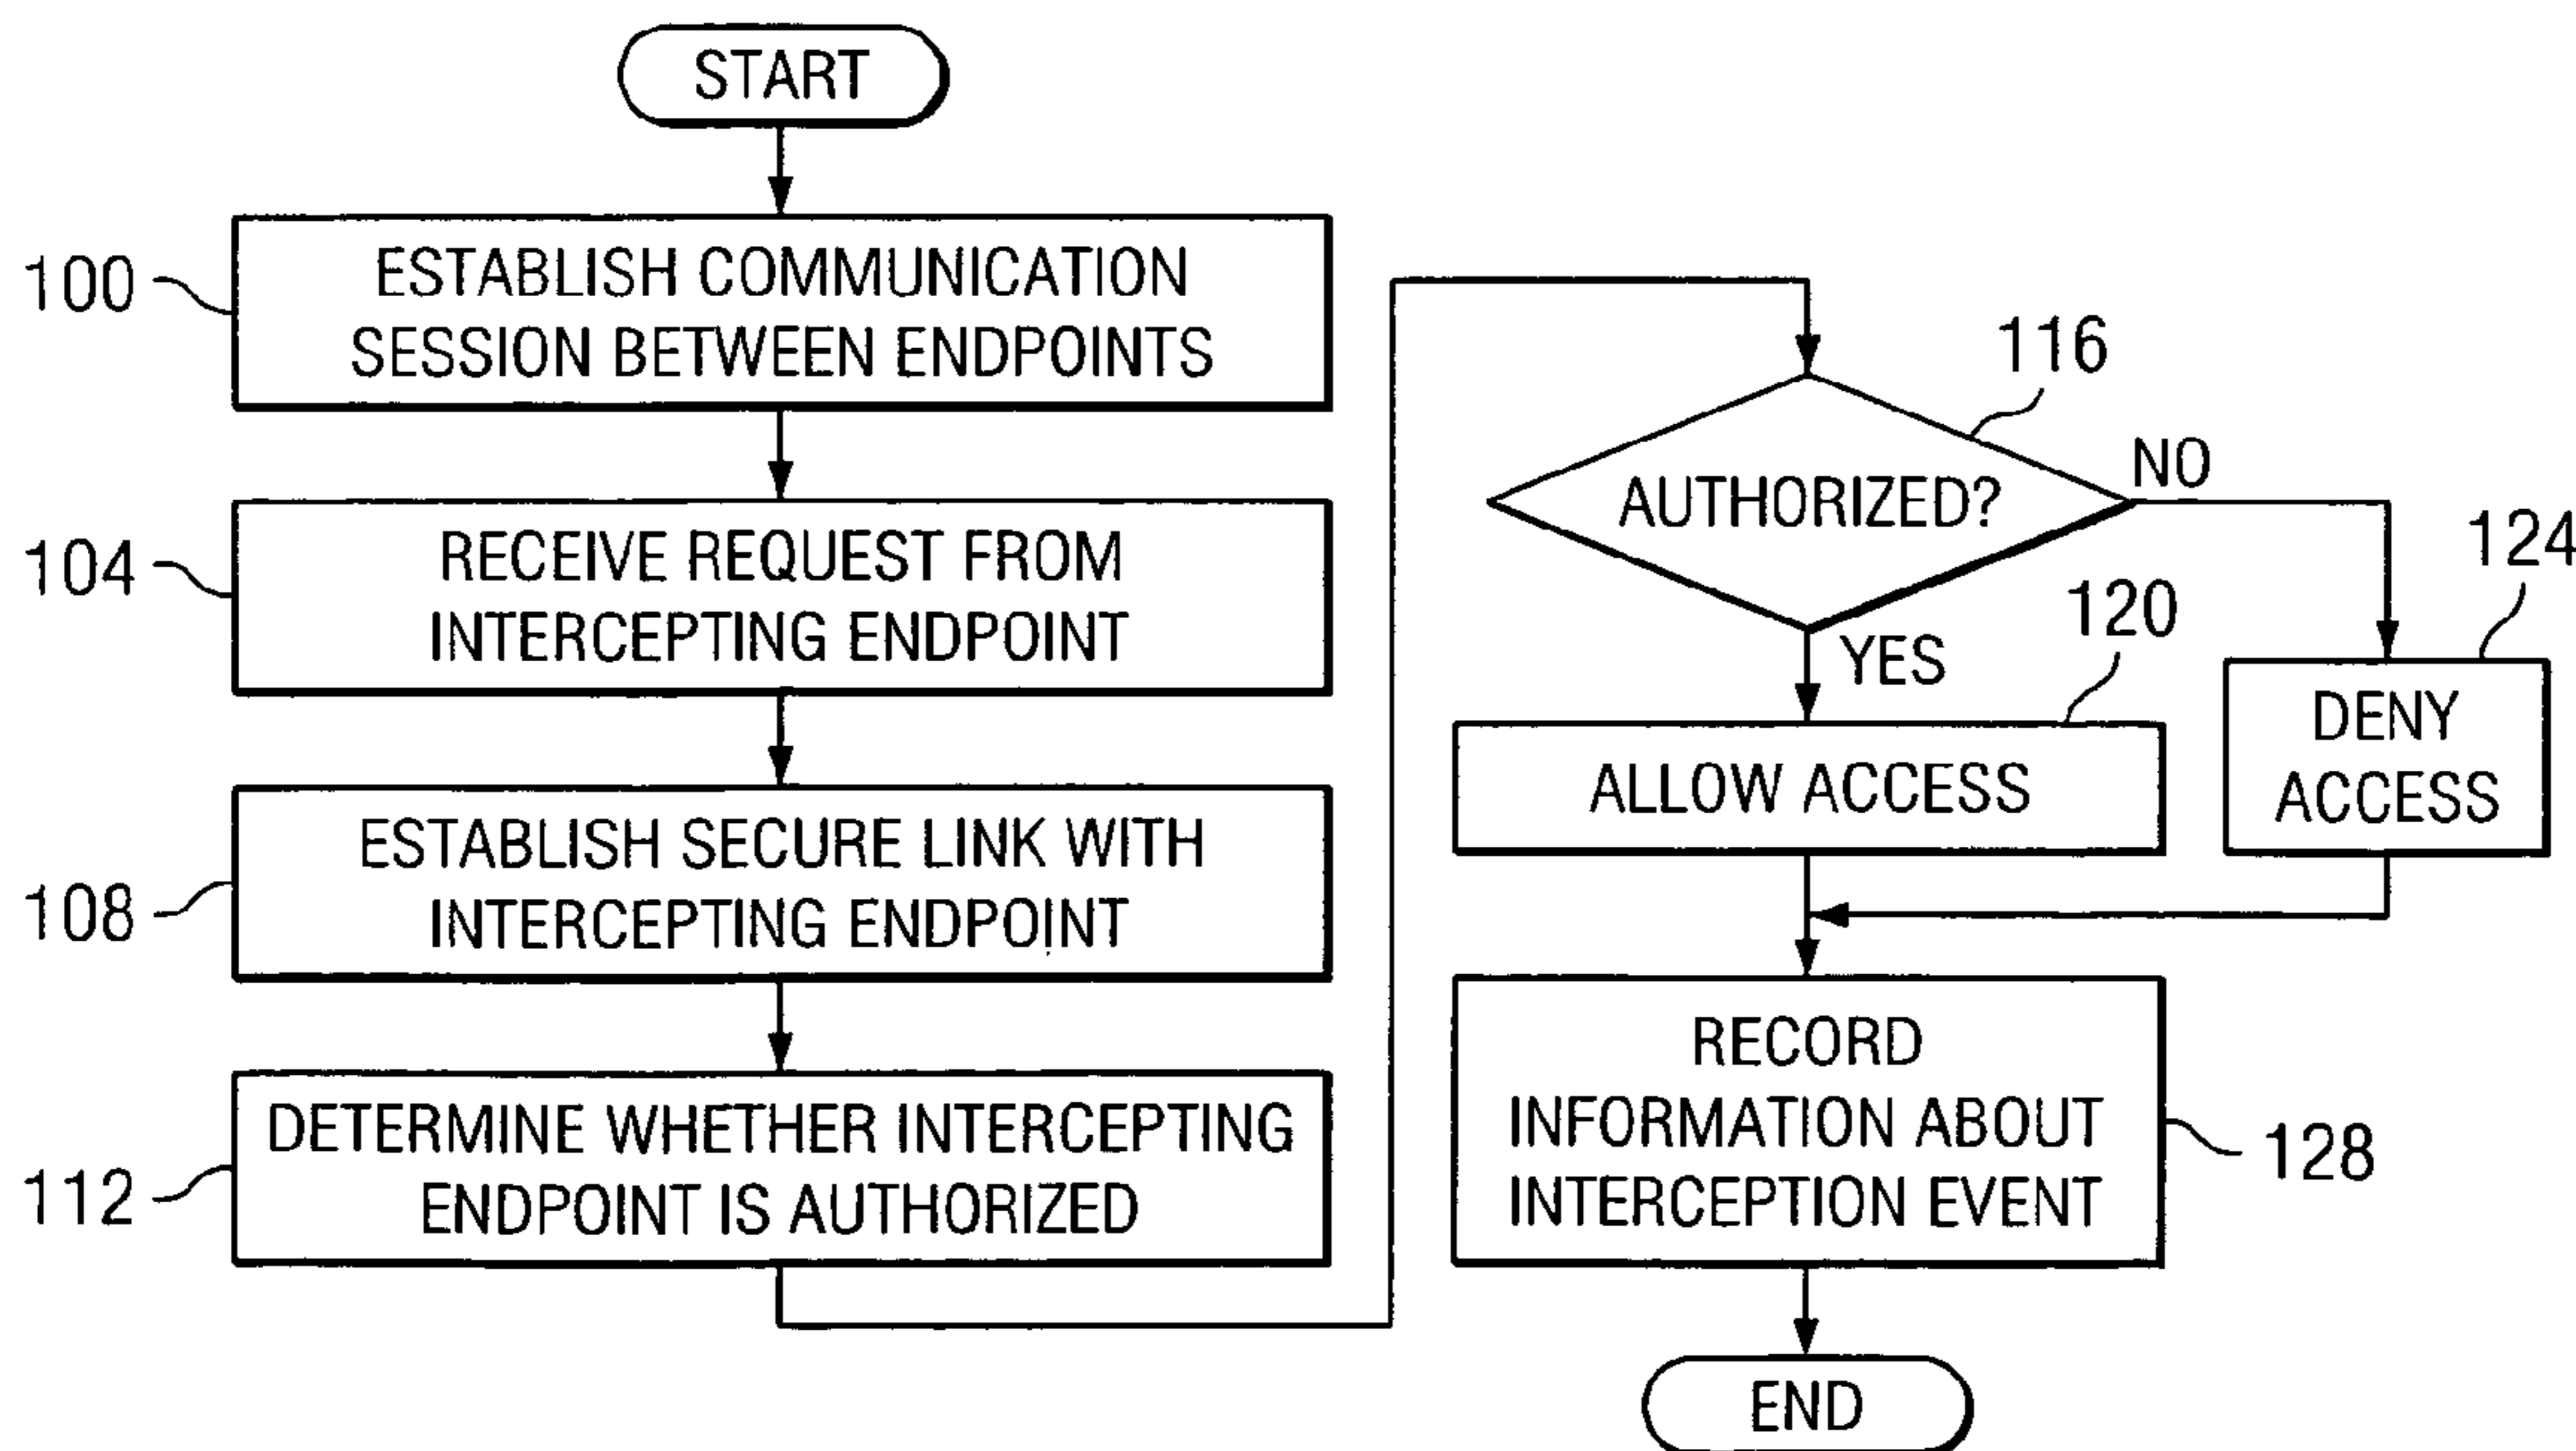 START
100
ESTABLISH COMMUNICATION
SESSION BETWEEN ENDPOINTS
104
RECEIVE REQUEST FROM
INTERCEPTING ENDPOINT
108
ESTABLISH SECURE LINK WITH
INTERCEPTING ENDPOINT
112
DETERMINE WHETHER INTERCEPTING
ENDPOINT IS AUTHORIZED
116
AUTHORIZED?
NO
YES
120
ALLOW ACCESS
124
DENY
ACCESS
128
RECORD
INFORMATION ABOUT
INTERCEPTION EVENT
END